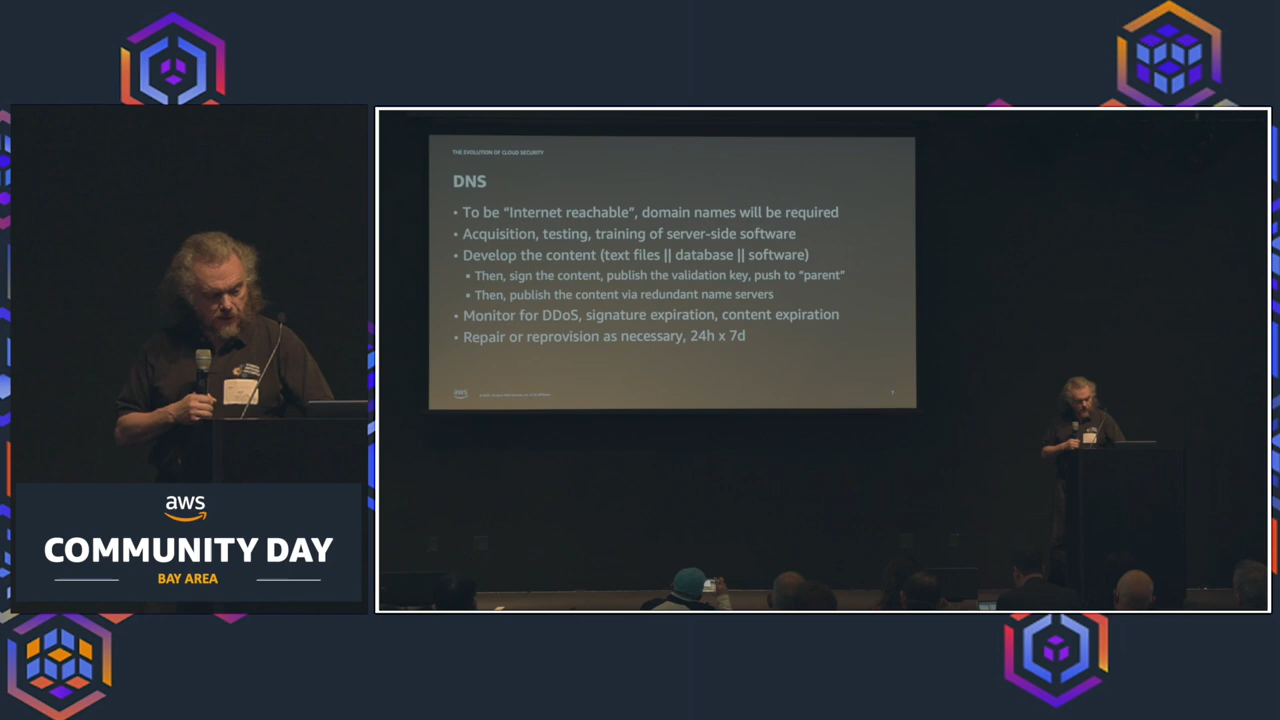 THE EVOLUTION OF CLOUD SECURITY
DNS
• To be “Internet reachable”, domain names will be required
• Acquisition, testing, training of server-side software
• Develop the content (text files || database || software)
• Then, sign the content, publish the validation key, push to “parent”
• Then, publish the content via redundant name servers
• Monitor for DDoS, signature expiration, content expiration
• Repair or reprovision as necessary, 24h x 7d
aws
7
aws
COMMUNITY DAY
BAY AREA